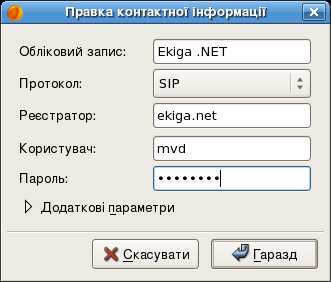 Правка контактної інформації
Обліковий запис: Ekiga .NET
Протокол: SIP
Реєстратор: ekiga.net
Користувач: mvd
Пароль: ••••••••
Додаткові параметри
Скасувати Гаразд